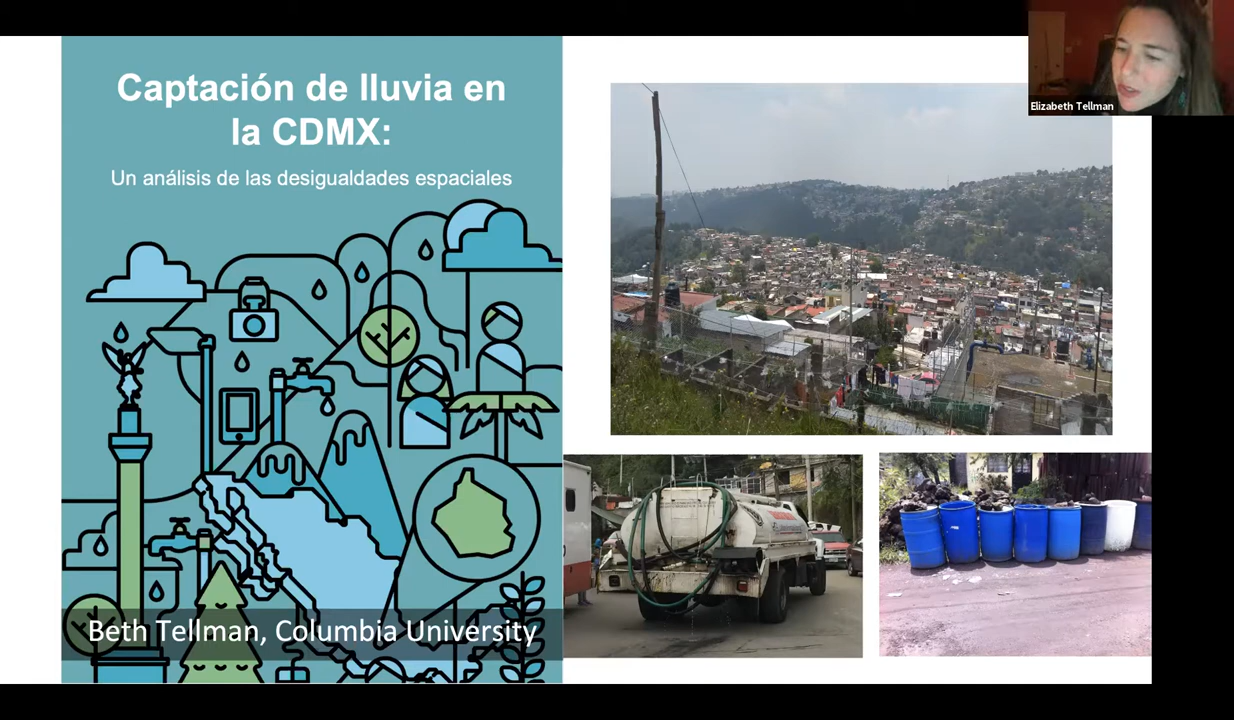 Captación de lluvia en
la CDMX:
Un análisis de las desigualdades espaciales
Beth Tellman, Columbia University
Elizabeth Tellman